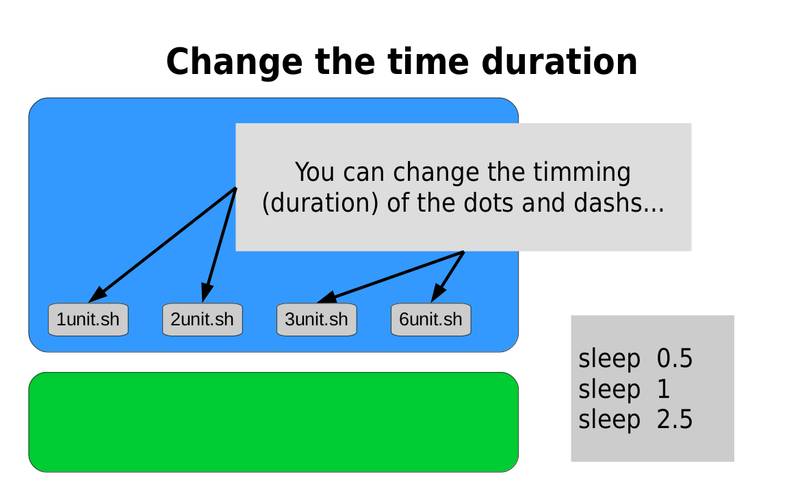 Change the time duration
You can change the timming
(duration) of the dots and dashs...
1unit.sh
2unit.sh
3unit.sh
6unit.sh
sleep 0.5
sleep 1
sleep 2.5